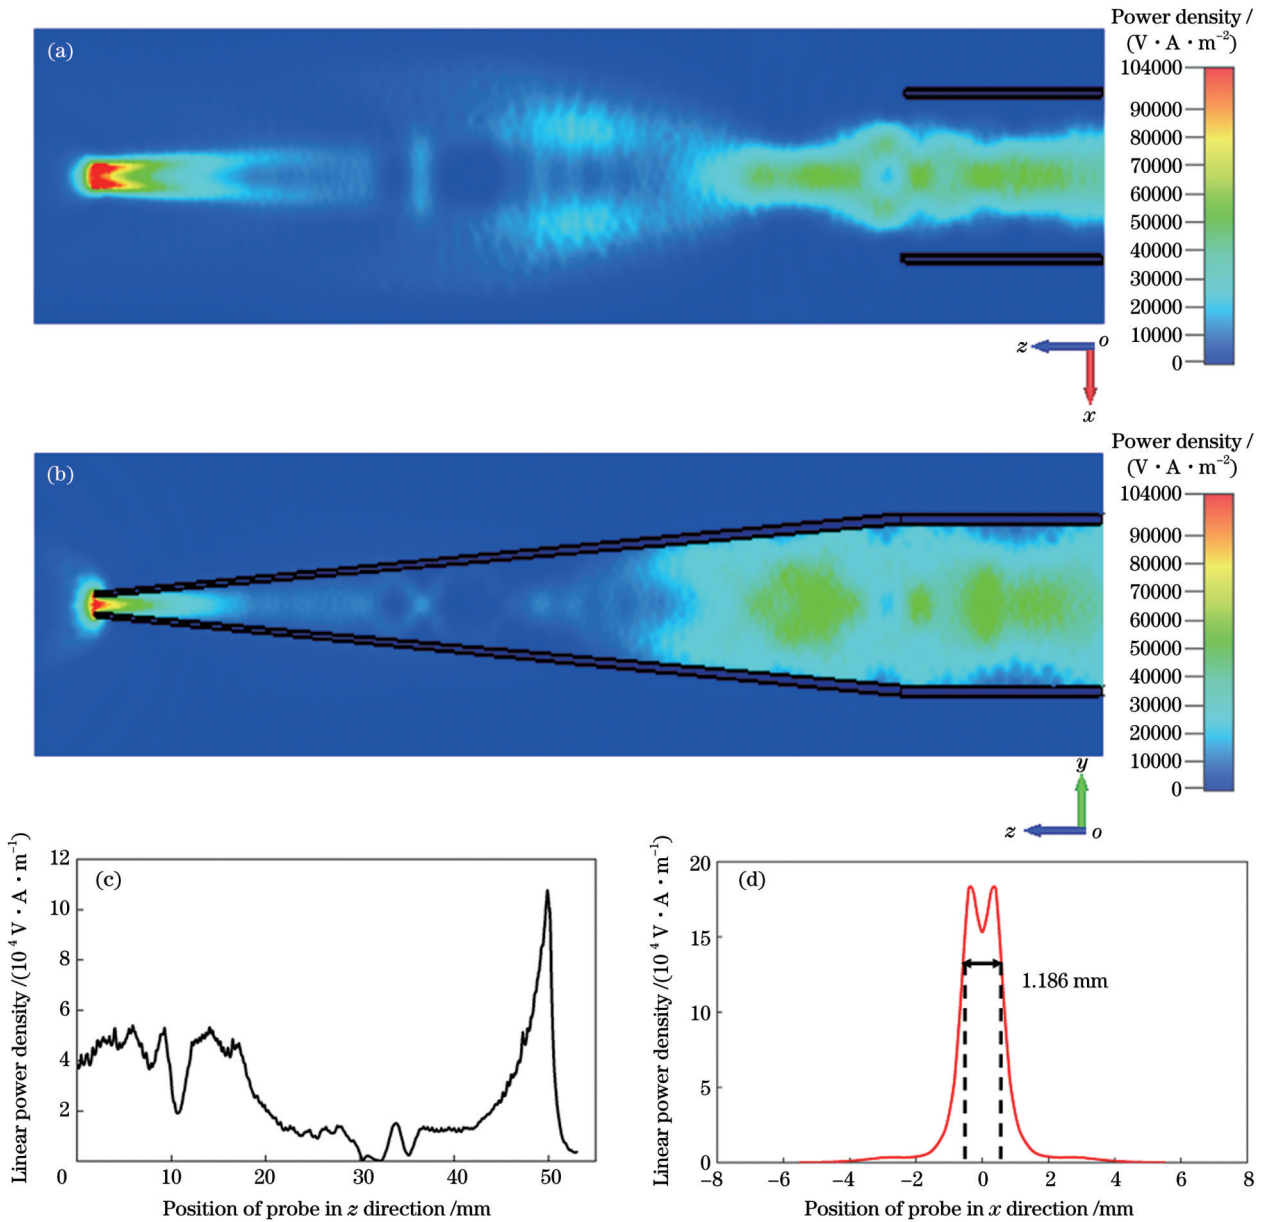 (a)
Power density /
(V·A·m⁻²)
104000
90000
80000
70000
60000
50000
40000
30000
20000
10000
0
z
o
x
(b)
Power density /
(V·A·m⁻²)
104000
90000
80000
70000
60000
50000
40000
30000
20000
10000
0
y
z
o
(c)
Linear power density /(10⁴ V·A·m⁻¹)
12
10
8
6
4
2
0
10
20
30
40
50
Position of probe in z direction /mm
(d)
Linear power density /(10⁴ V·A·m⁻¹)
20
15
10
5
0
1.186 mm
−8
−6
−4
−2
0
2
4
6
8
Position of probe in x direction /mm